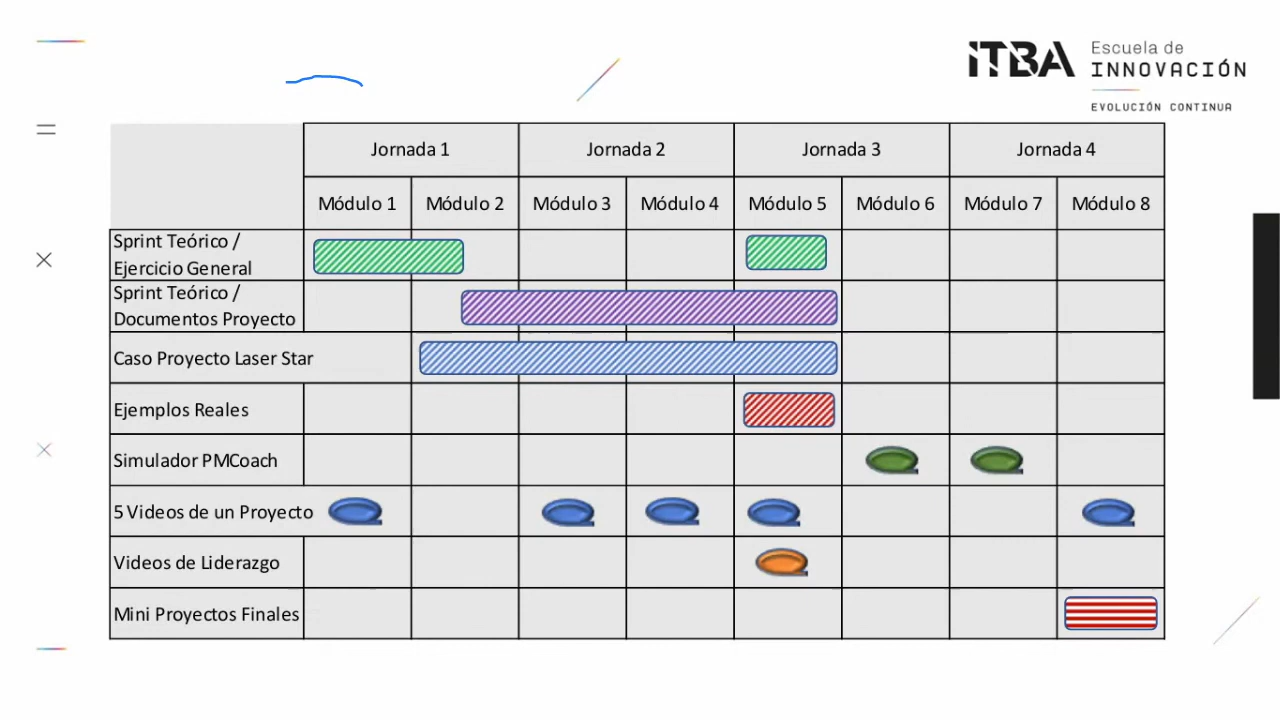 ITBA
Escuela de
INNOVACIÓN
EVOLUCIÓN CONTINUA
Jornada 1 Jornada 2 Jornada 3 Jornada 4
Módulo 1 Módulo 2 Módulo 3 Módulo 4 Módulo 5 Módulo 6 Módulo 7 Módulo 8
Sprint Teórico /
Ejercicio General
Sprint Teórico /
Documentos Proyecto
Caso Proyecto Laser Star
Ejemplos Reales
Simulador PMCoach
5 Videos de un Proyecto
Videos de Liderazgo
Mini Proyectos Finales